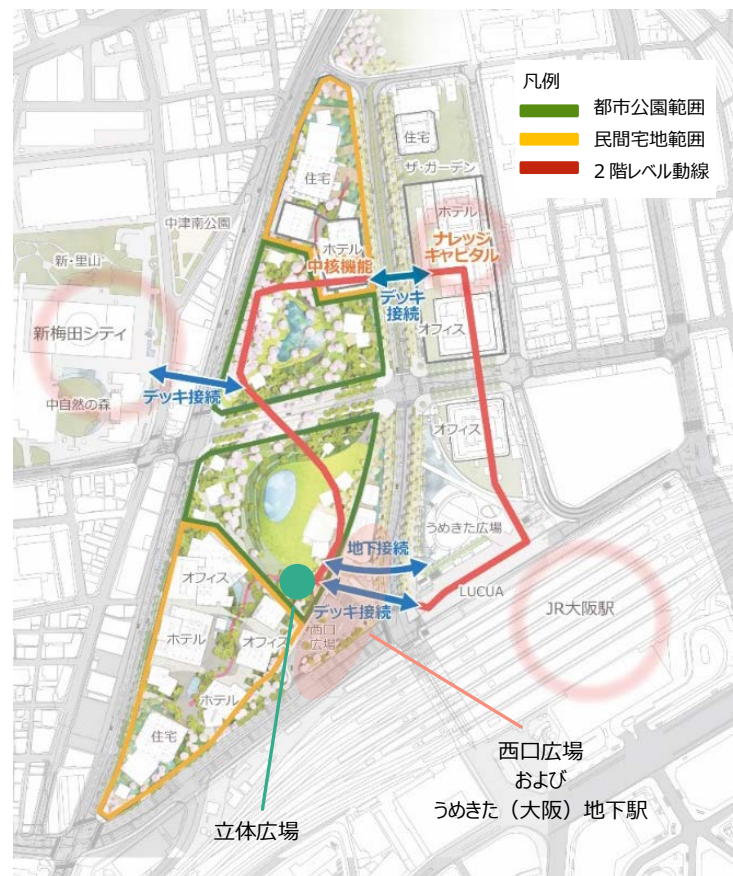 凡例
都市公園範囲
民間宅地範囲
2階レベル動線
住宅
ザ・ガーデン
住宅
ホテル
中津南公園
ホテル
中核機能
ナレッジ
キャピタル
新・里山
デッキ
接続
オフィス
新梅田シティ
デッキ接続
中自然の森
オフィス
うめきた広場
地下接続
オフィス
LUCUA
JR大阪駅
デッキ接続
西口
広場
ホテル
オフィス
ホテル
住宅
西口広場
および
うめきた（大阪）地下駅
立体広場